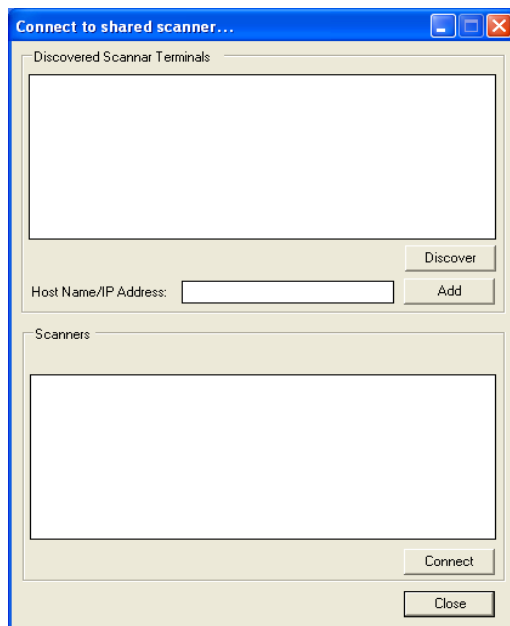 Connect to shared scanner...
Discovered Scannar Terminals
Discover
Host Name/IP Address:
Add
Scanners
Connect
Close